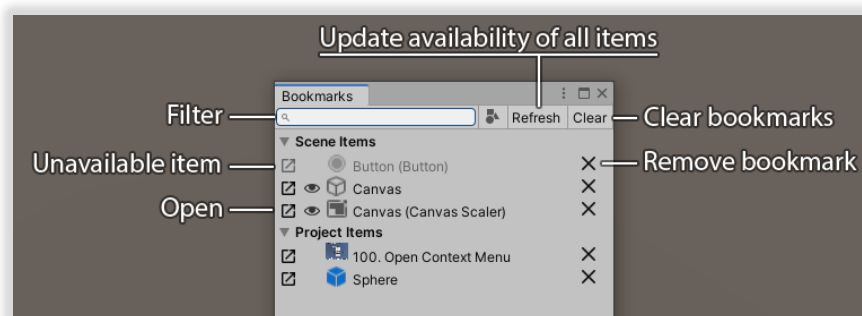 Update availability of all items
Bookmarks
Filter
Refresh
Clear
Clear bookmarks
Scene Items
Unavailable item
Button (Button)
Remove bookmark
Canvas
Open
Canvas (Canvas Scaler)
Project Items
100. Open Context Menu
Sphere